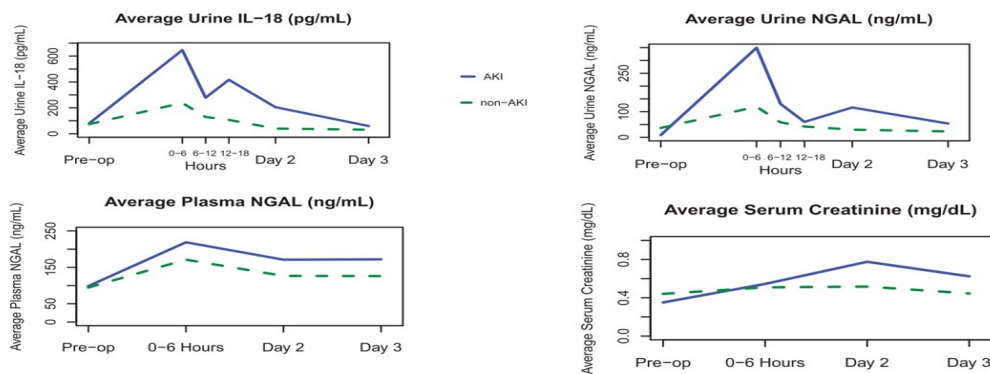 Average Urine IL−18 (pg/mL)
Average Urine IL−18 (pg/mL)
0 200 400 600
Pre−op 0−6 6−12 12−18 Day 2 Day 3
Hours
AKI
non−AKI
Average Urine NGAL (ng/mL)
Average Urine NGAL (ng/mL)
0 100 250
Pre−op 0−6 6−12 12−18 Day 2 Day 3
Hours
Average Plasma NGAL (ng/mL)
Average Plasma NGAL (ng/mL)
0 50 150 250
Pre−op 0−6 Hours Day 2 Day 3
Average Serum Creatinine (mg/dL)
Average Serum Creatinine (mg/dL)
0.0 0.4 0.8
Pre−op 0−6 Hours Day 2 Day 3